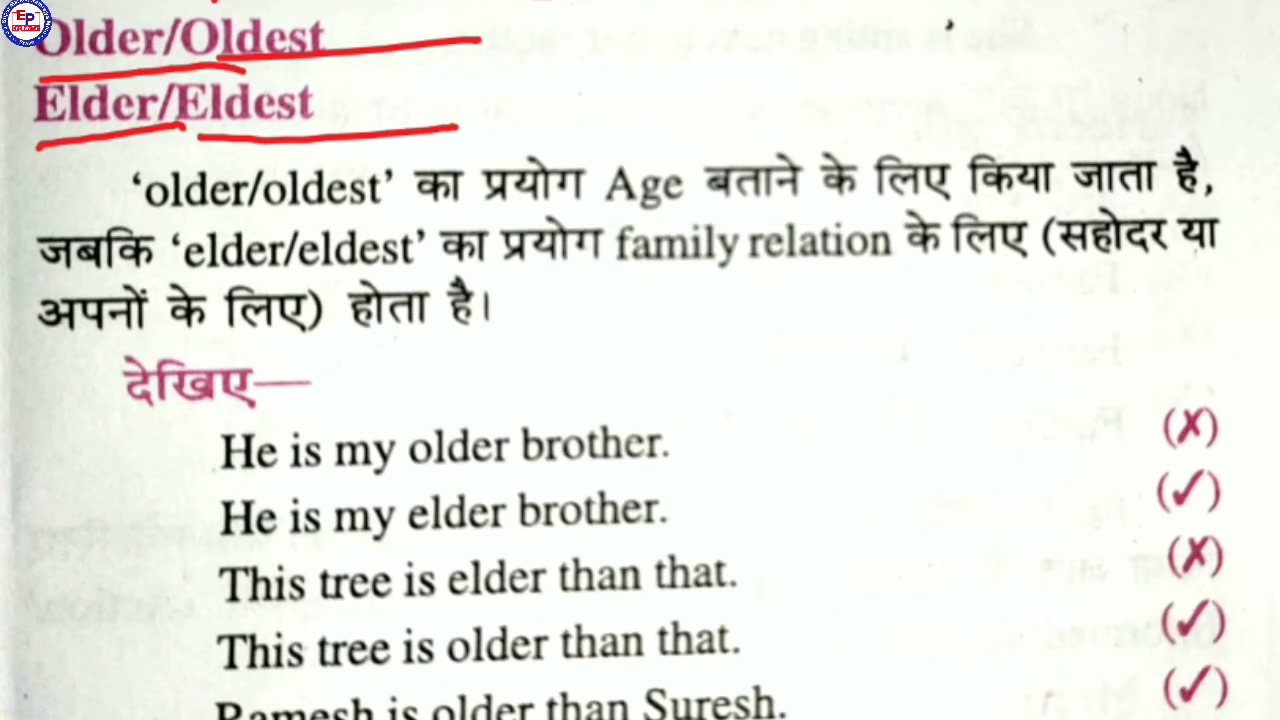 Older/Oldest
Elder/Eldest
‘older/oldest’ का प्रयोग Age बताने के लिए किया जाता है,
जबकि ‘elder/eldest’ का प्रयोग family relation के लिए (सहोदर या
अपनों के लिए) होता है।
देखिए—
He is my older brother. (✗)
He is my elder brother. (✓)
This tree is elder than that. (✗)
This tree is older than that. (✓)
Ramesh is older than Suresh. (✓)